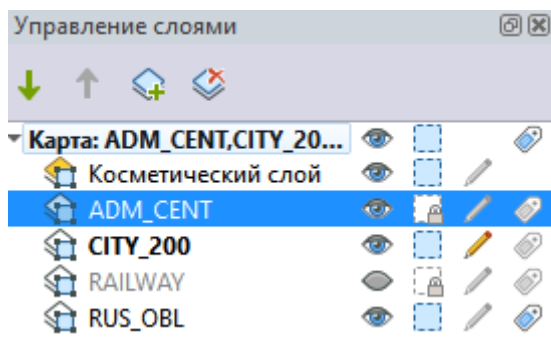 Управление слоями
Карта: ADM_CENT,CITY_20...
Косметический слой
ADM_CENT
CITY_200
RAILWAY
RUS_OBL